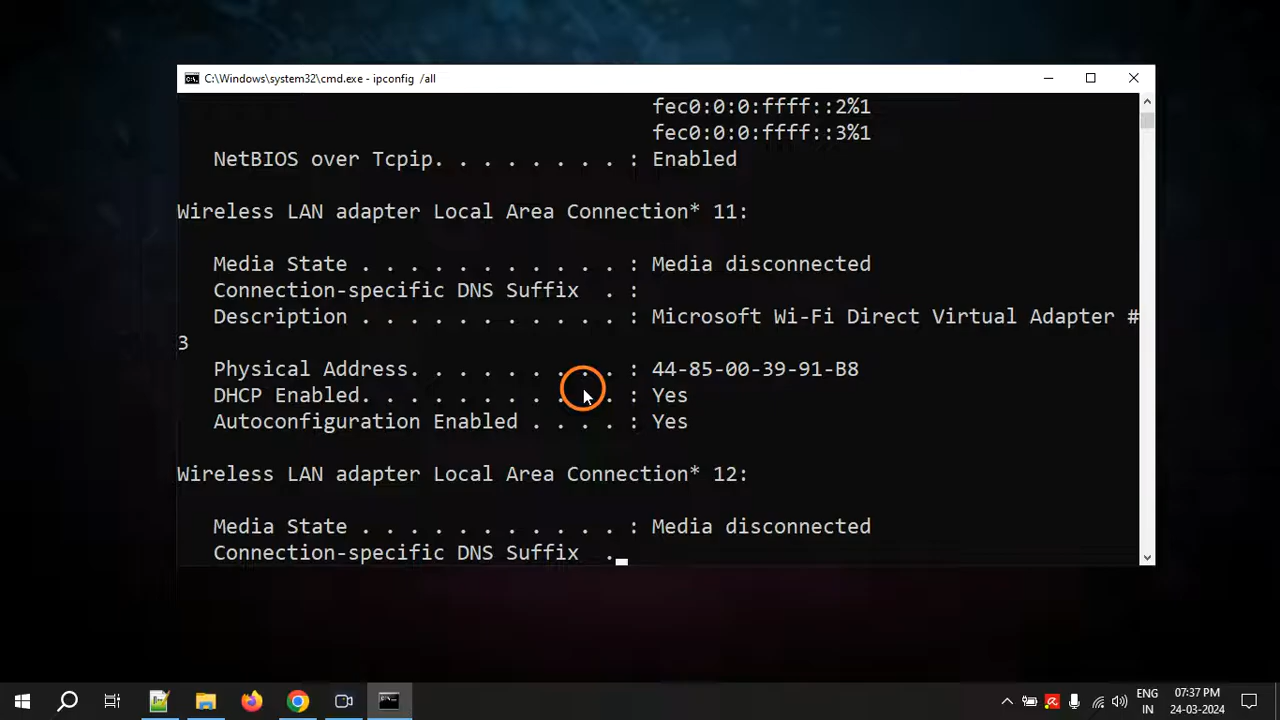 C:\Windows\system32\cmd.exe - ipconfig /all
fec0:0:0:ffff::2%1
fec0:0:0:ffff::3%1
NetBIOS over Tcpip. . . . . . . . : Enabled
Wireless LAN adapter Local Area Connection* 11:
Media State . . . . . . . . . . . : Media disconnected
Connection-specific DNS Suffix  . :
Description . . . . . . . . . . . : Microsoft Wi-Fi Direct Virtual Adapter #
3
Physical Address. . . . . . . . . : 44-85-00-39-91-B8
DHCP Enabled. . . . . . . . . . . : Yes
Autoconfiguration Enabled . . . . : Yes
Wireless LAN adapter Local Area Connection* 12:
Media State . . . . . . . . . . . : Media disconnected
Connection-specific DNS Suffix  .
ENG
IN
07:37 PM
24-03-2024